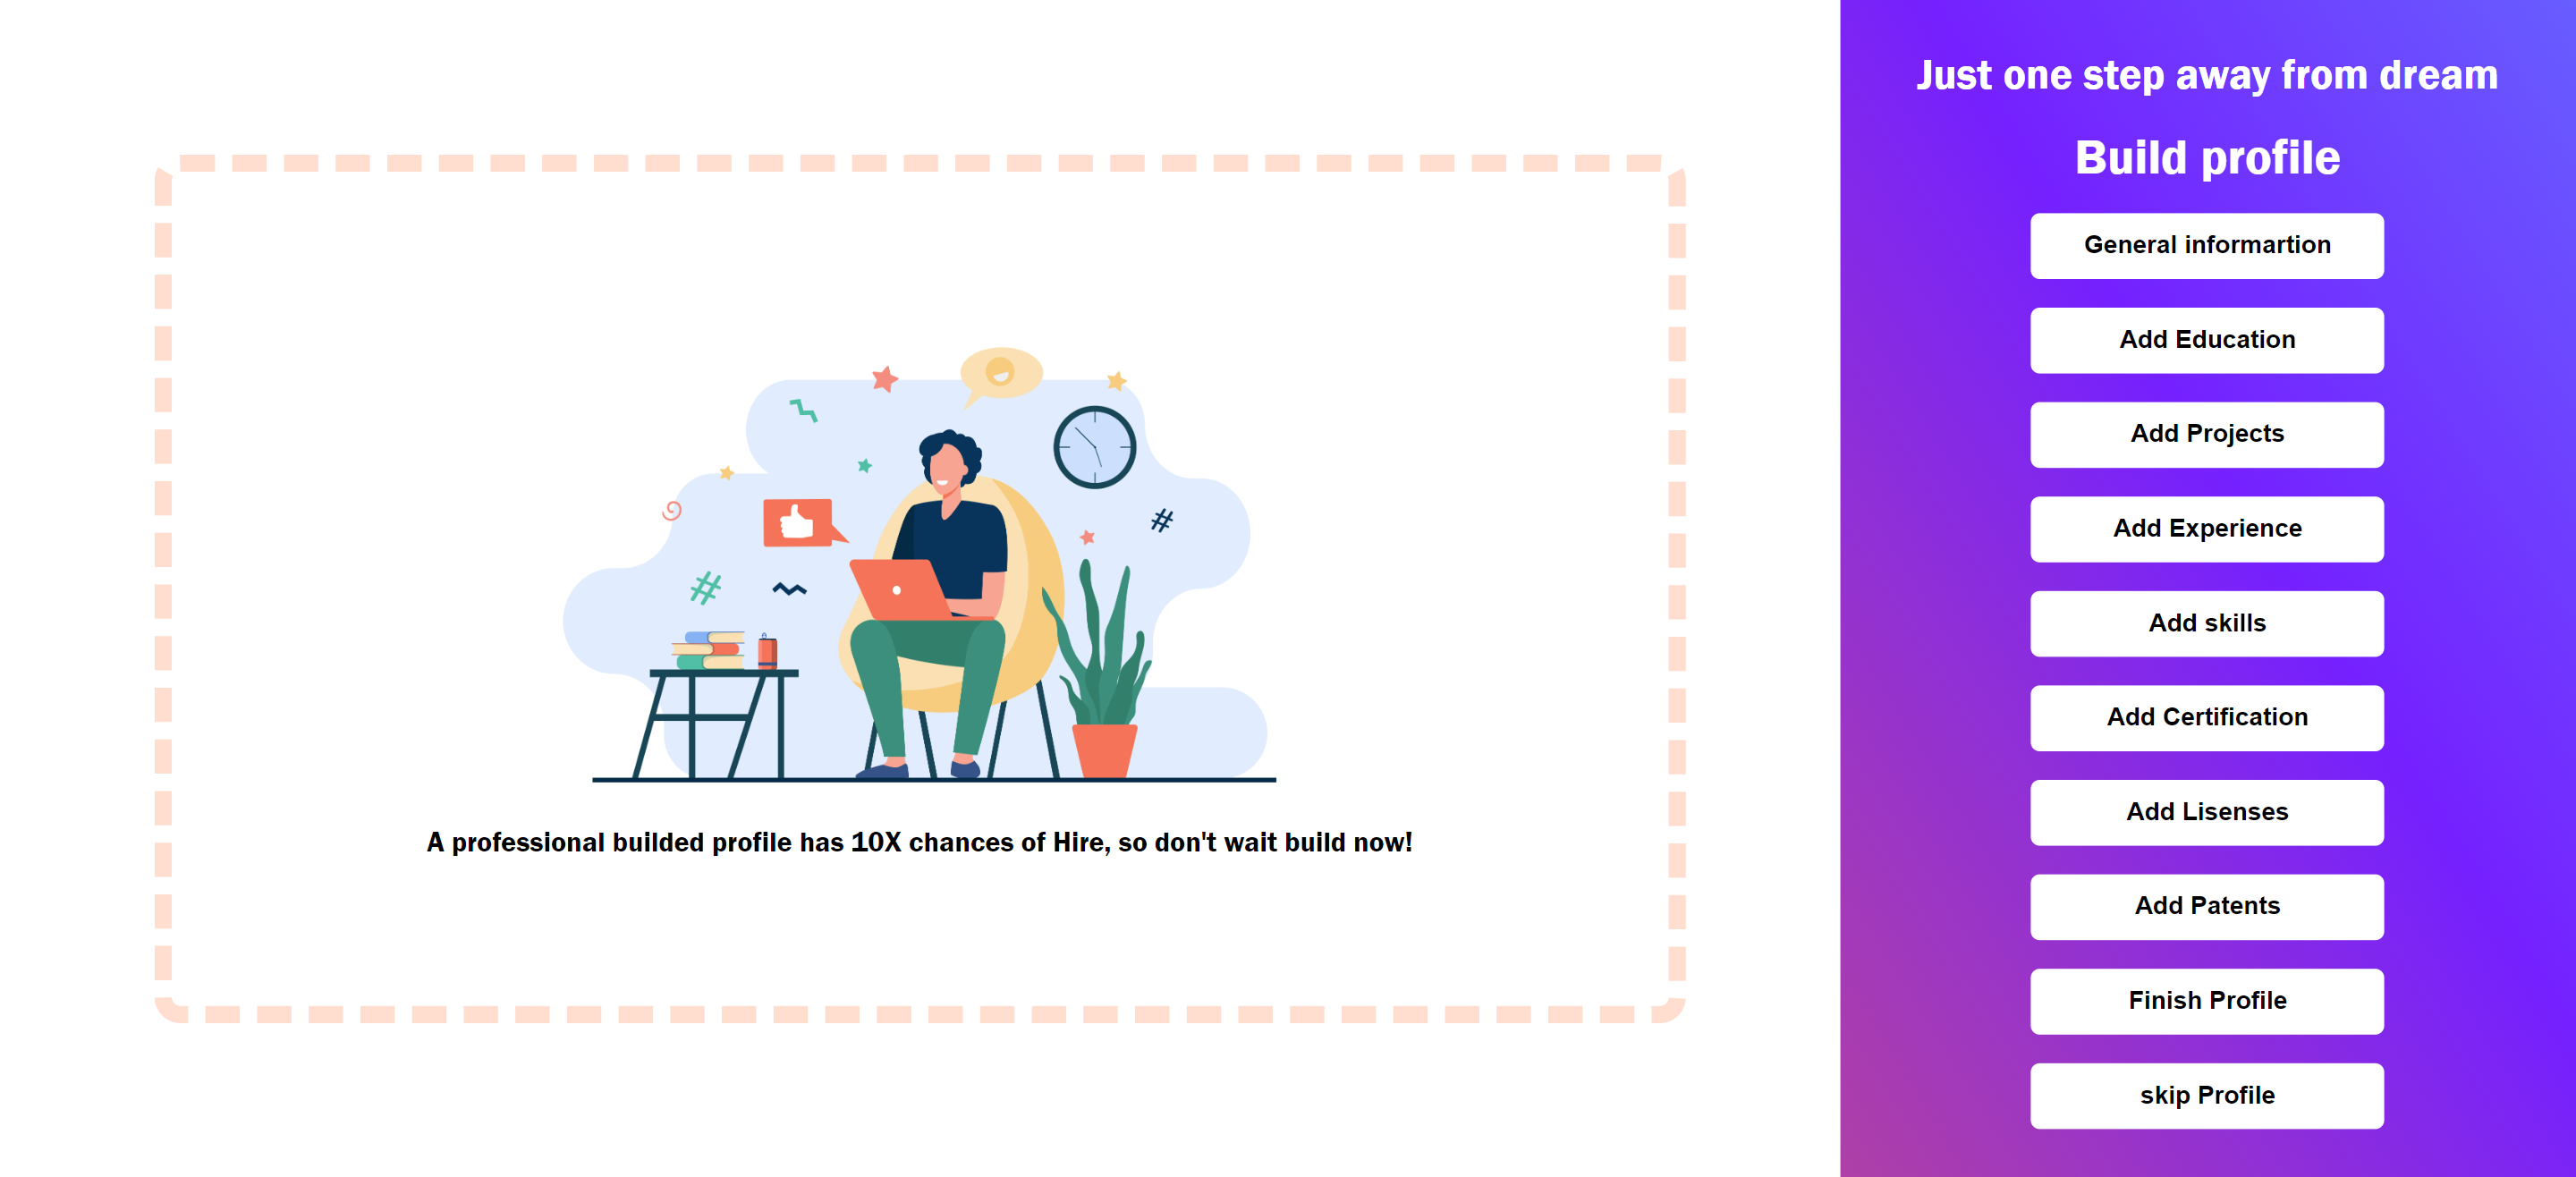 Just one step away from dream
Build profile
General informartion
Add Education
Add Projects
Add Experience
Add skills
Add Certification
Add Lisenses
Add Patents
Finish Profile
skip Profile
A professional builded profile has 10X chances of Hire, so don't wait build now!